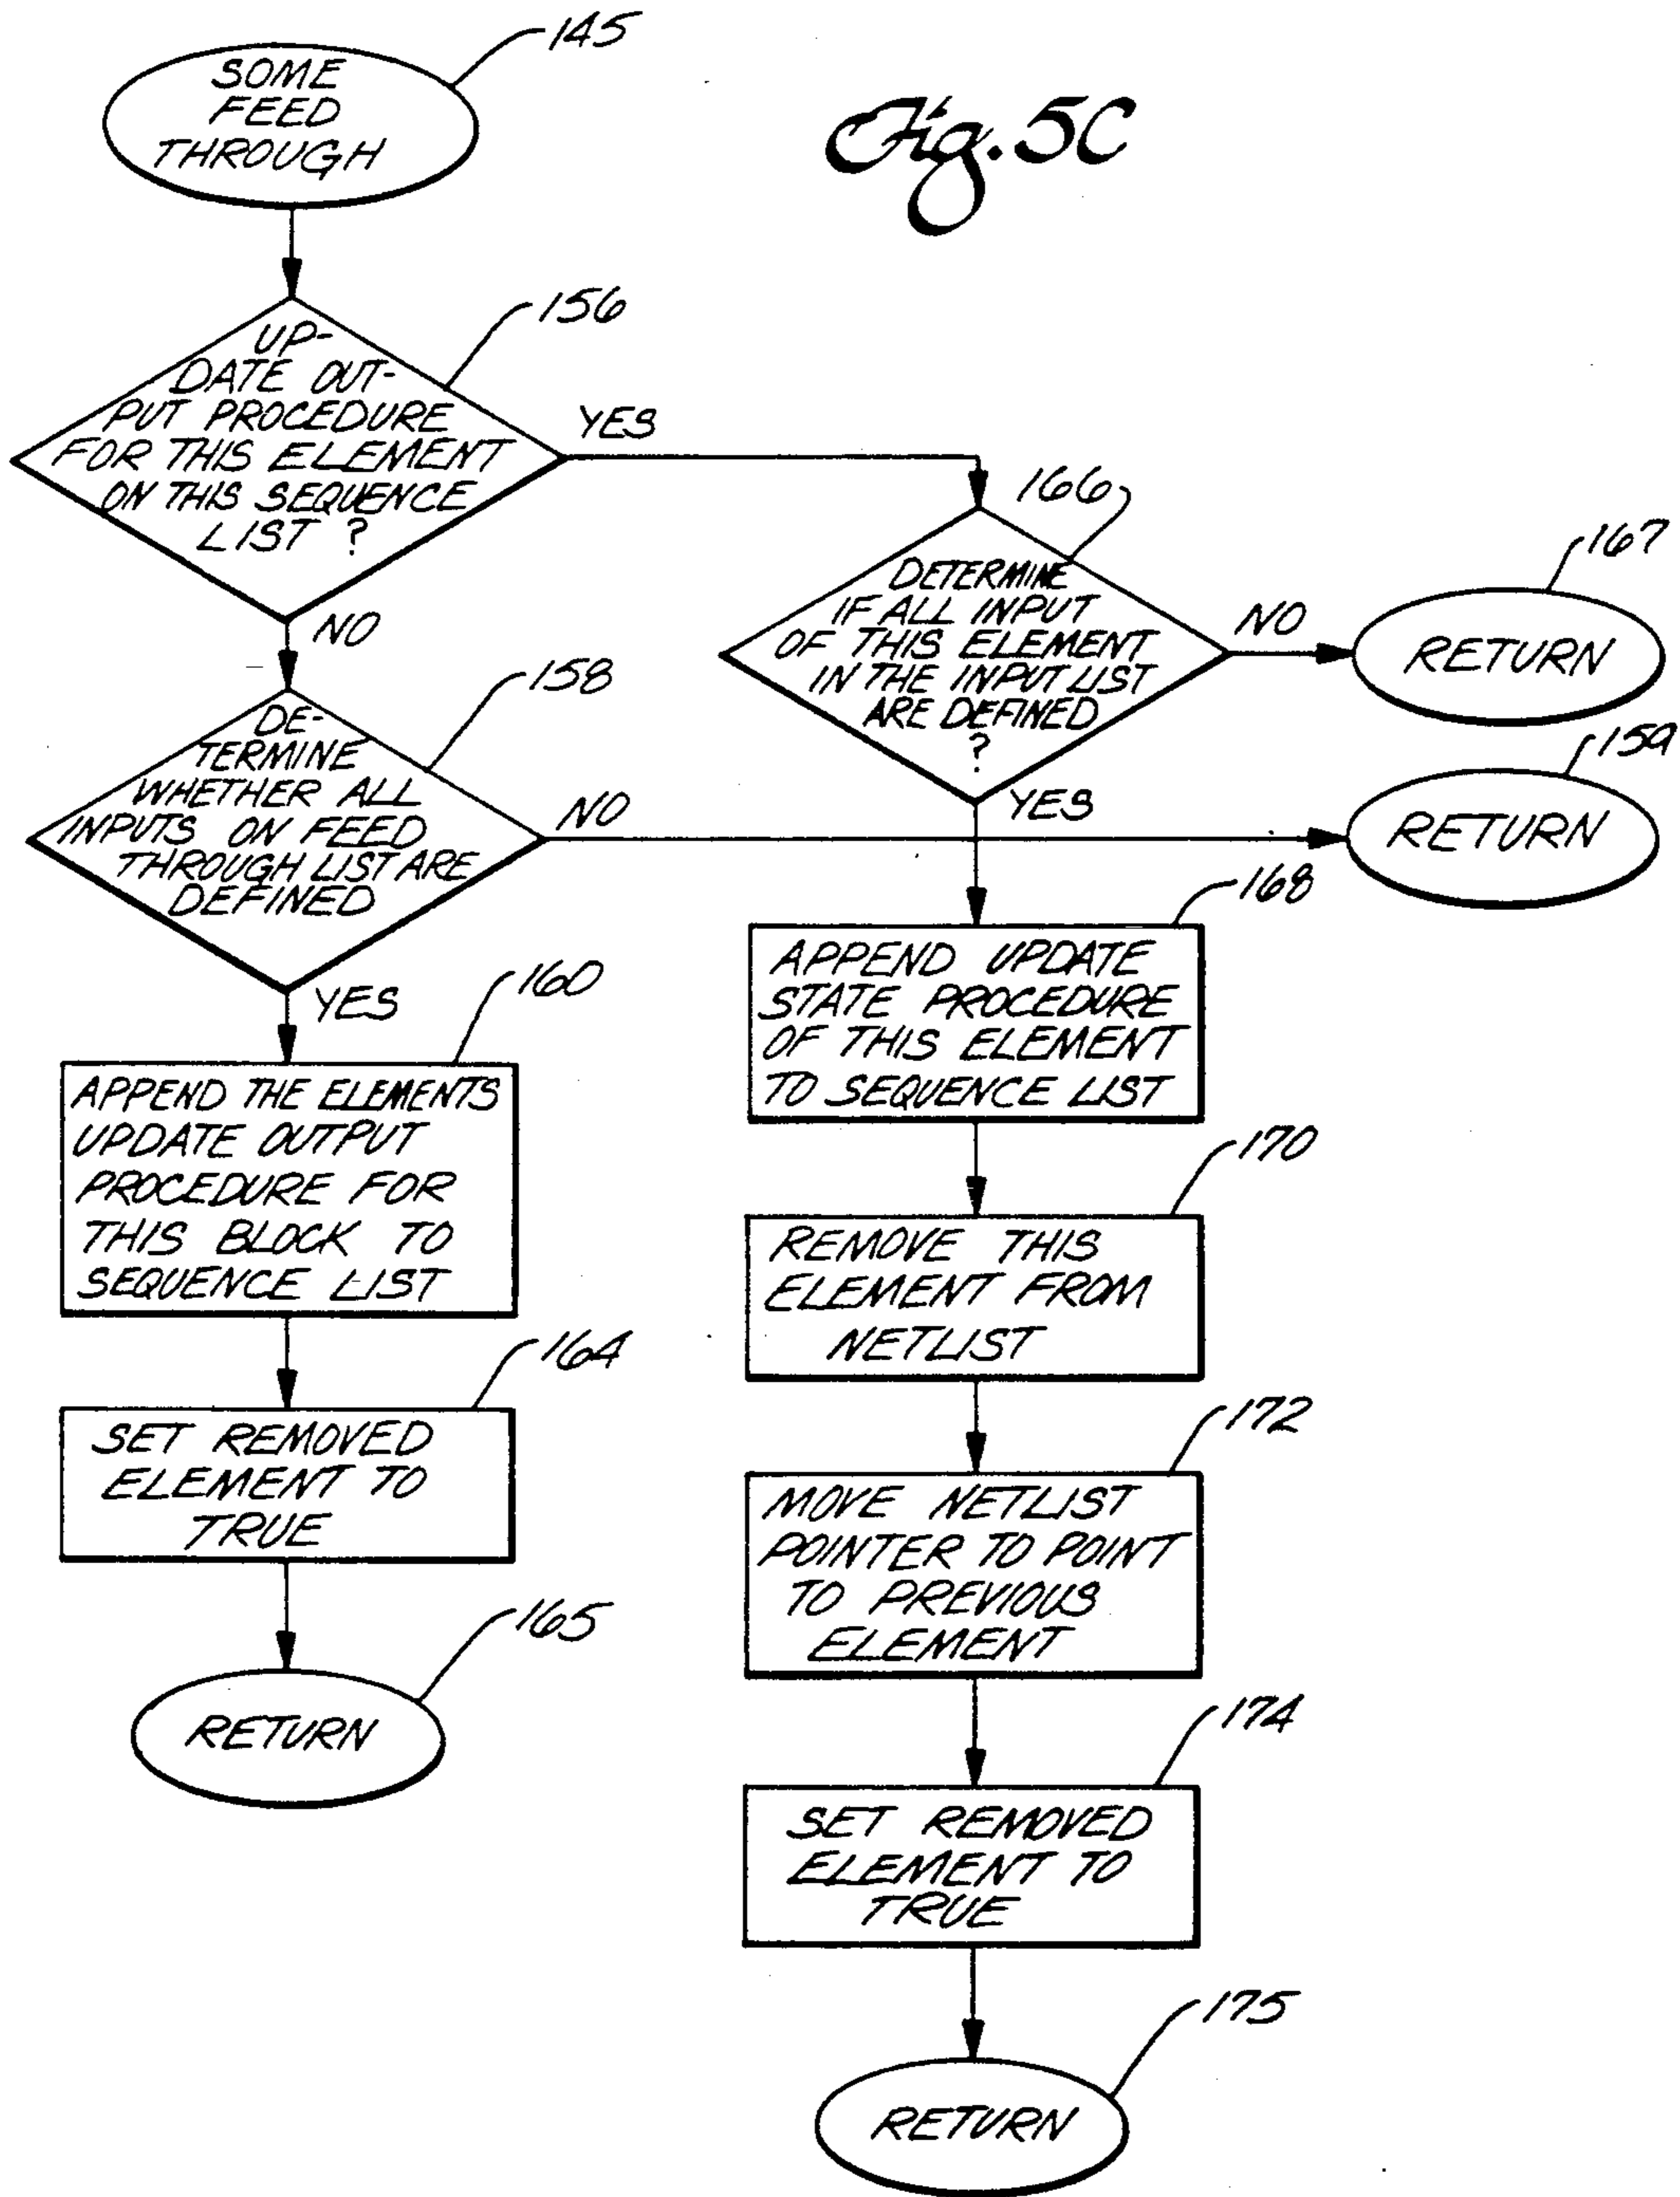 145
SOME
FEED
THROUGH
Fig. 5C
156
UP-
DATE OUT-
PUT PROCEDURE
FOR THIS ELEMENT
ON THIS SEQUENCE
LIST ?
YES
NO
166
DETERMINE
IF ALL INPUT
OF THIS ELEMENT
IN THE INPUT LIST
ARE DEFINED
?
NO
167
RETURN
YES
158
DE-
TERMINE
WHETHER ALL
INPUTS ON FEED
THROUGH LIST ARE
DEFINED
NO
159
RETURN
YES
160
APPEND THE ELEMENTS
UPDATE OUTPUT
PROCEDURE FOR
THIS BLOCK TO
SEQUENCE LIST
164
SET REMOVED
ELEMENT TO
TRUE
165
RETURN
168
APPEND UPDATE
STATE PROCEDURE
OF THIS ELEMENT
TO SEQUENCE LIST
170
REMOVE THIS
ELEMENT FROM
NETLIST
172
MOVE NETLIST
POINTER TO POINT
TO PREVIOUS
ELEMENT
174
SET REMOVED
ELEMENT TO
TRUE
175
RETURN